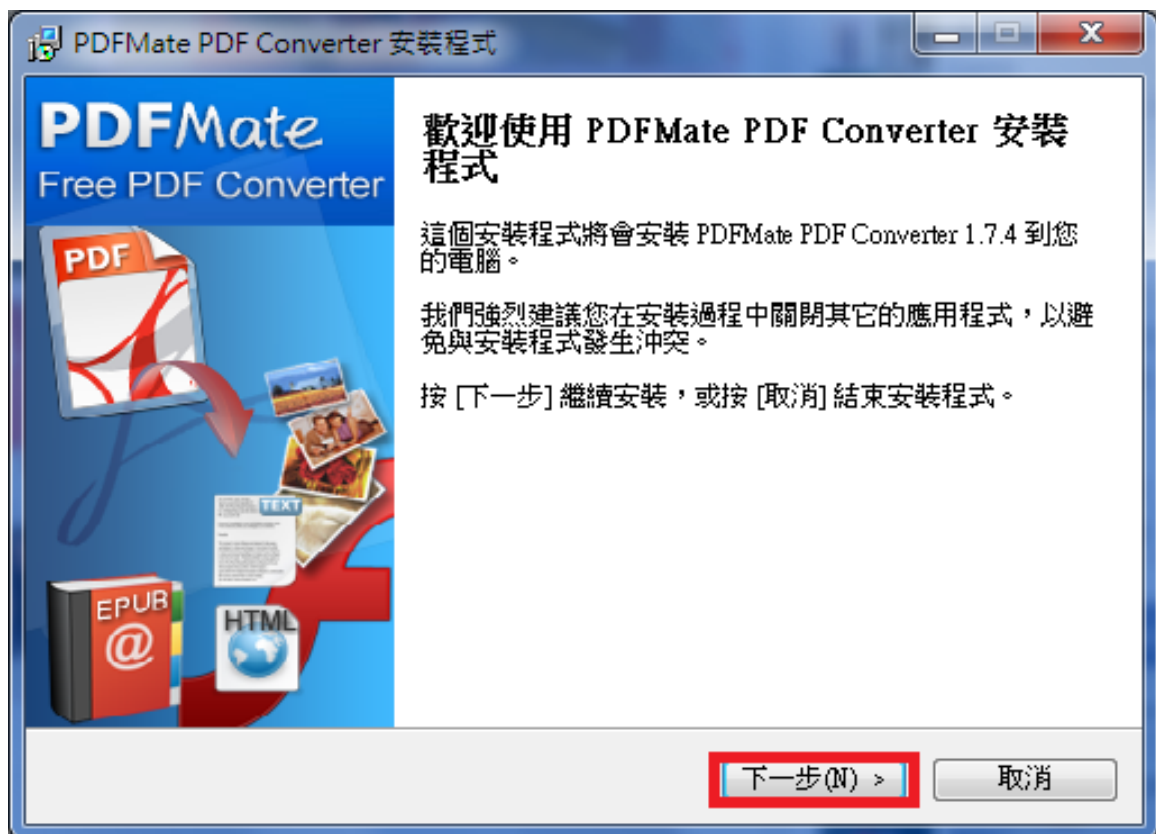 PDFMate PDF Converter 安裝程式
PDFMate
Free PDF Converter
PDF
TEXT
EPUB
@
HTML
歡迎使用 PDFMate PDF Converter 安裝
程式
這個安裝程式將會安裝 PDFMate PDF Converter 1.7.4 到您
的電腦。
我們強烈建議您在安裝過程中關閉其它的應用程式，以避
免與安裝程式發生沖突。
按 [下一步] 繼續安裝，或按 [取消] 結束安裝程式。
下一步(N) >
取消